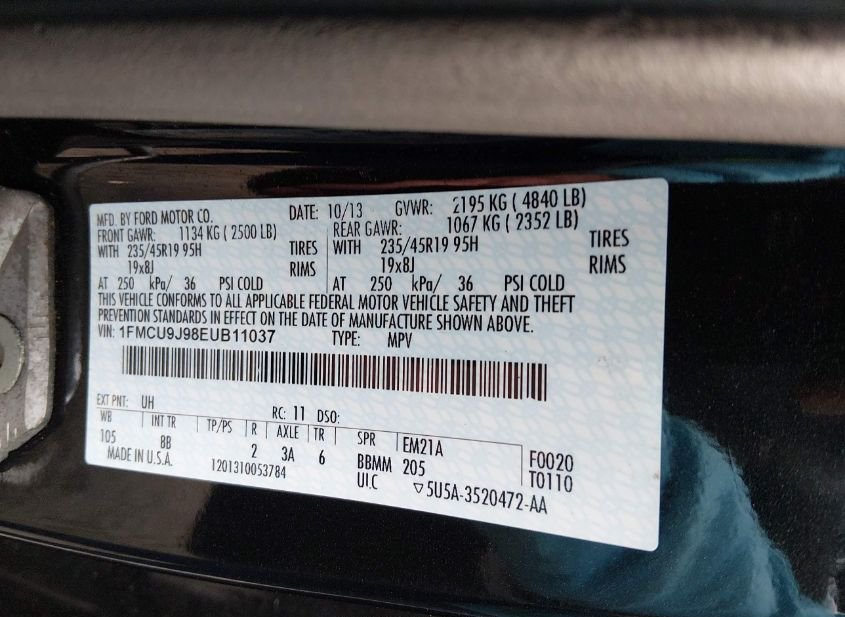 MFD. BY FORD MOTOR CO. DATE: 10/13 GVWR: 2195 KG ( 4840 LB)
FRONT GAWR: 1134 KG ( 2500 LB) REAR GAWR: 1067 KG ( 2352 LB)
WITH 235/45R19 95H TIRES WITH 235/45R19 95H TIRES
19x8J RIMS 19x8J RIMS
AT 250 kPa/ 36 PSI COLD AT 250 kPa/ 36 PSI COLD
THIS VEHICLE CONFORMS TO ALL APPLICABLE FEDERAL MOTOR VEHICLE SAFETY AND THEFT
PREVENTION STANDARDS IN EFFECT ON THE DATE OF MANUFACTURE SHOWN ABOVE.
VIN: 1FMCU9J98EUB11037 TYPE: MPV
EXT PNT: UH RC: 11 DSO:
WB INT TR TP/PS R AXLE TR SPR EM21A
105 8B 2 3A 6 BBMM 205 F0020
MADE IN U.S.A. 1201310053784 UI,C ▽5U5A-3520472-AA T0110